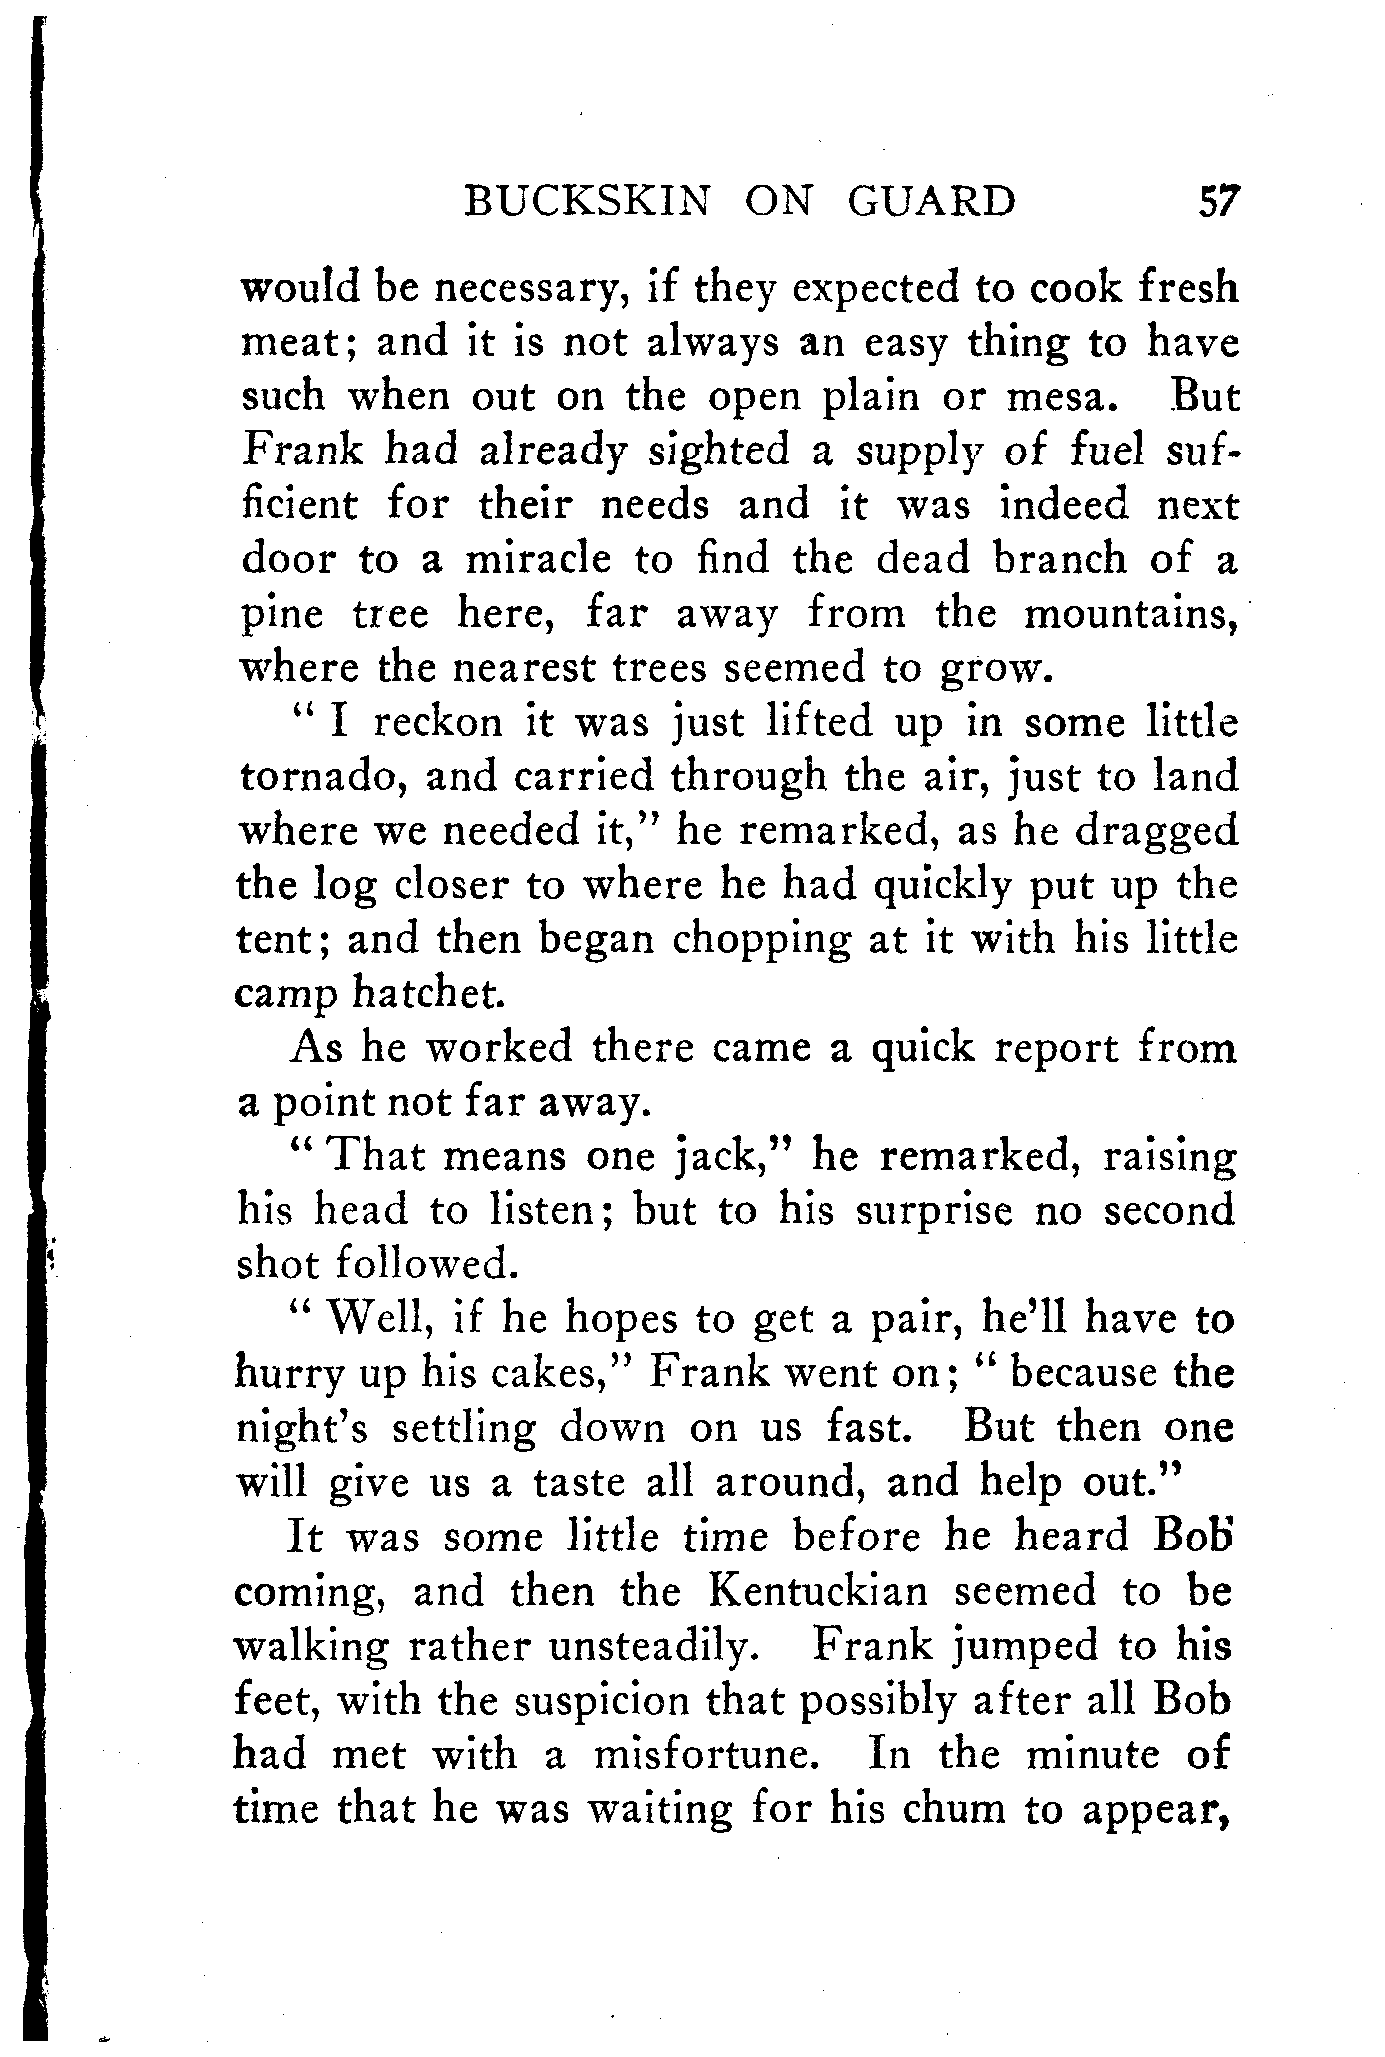 BUCKSKIN ON GUARD 57
would be necessary, if they expected to cook fresh
meat; and it is not always an easy thing to have
such when out on the open plain or mesa. But
Frank had already sighted a supply of fuel suf-
ficient for their needs and it was indeed next
door to a miracle to find the dead branch of a
pine tree here, far away from the mountains,
where the nearest trees seemed to grow.
" I reckon it was just lifted up in some little
tornado, and carried through the air, just to land
where we needed it," he remarked, as he dragged
the log closer to where he had quickly put up the
tent; and then began chopping at it with his little
camp hatchet.
As he worked there came a quick report from
a point not far away.
" That means one jack," he remarked, raising
his head to listen; but to his surprise no second
shot followed.
" Well, if he hopes to get a pair, he'll have to
hurry up his cakes," Frank went on; " because the
night's settling down on us fast. But then one
will give us a taste all around, and help out."
It was some little time before he heard Bob
coming, and then the Kentuckian seemed to be
walking rather unsteadily. Frank jumped to his
feet, with the suspicion that possibly after all Bob
had met with a misfortune. In the minute of
time that he was waiting for his chum to appear,